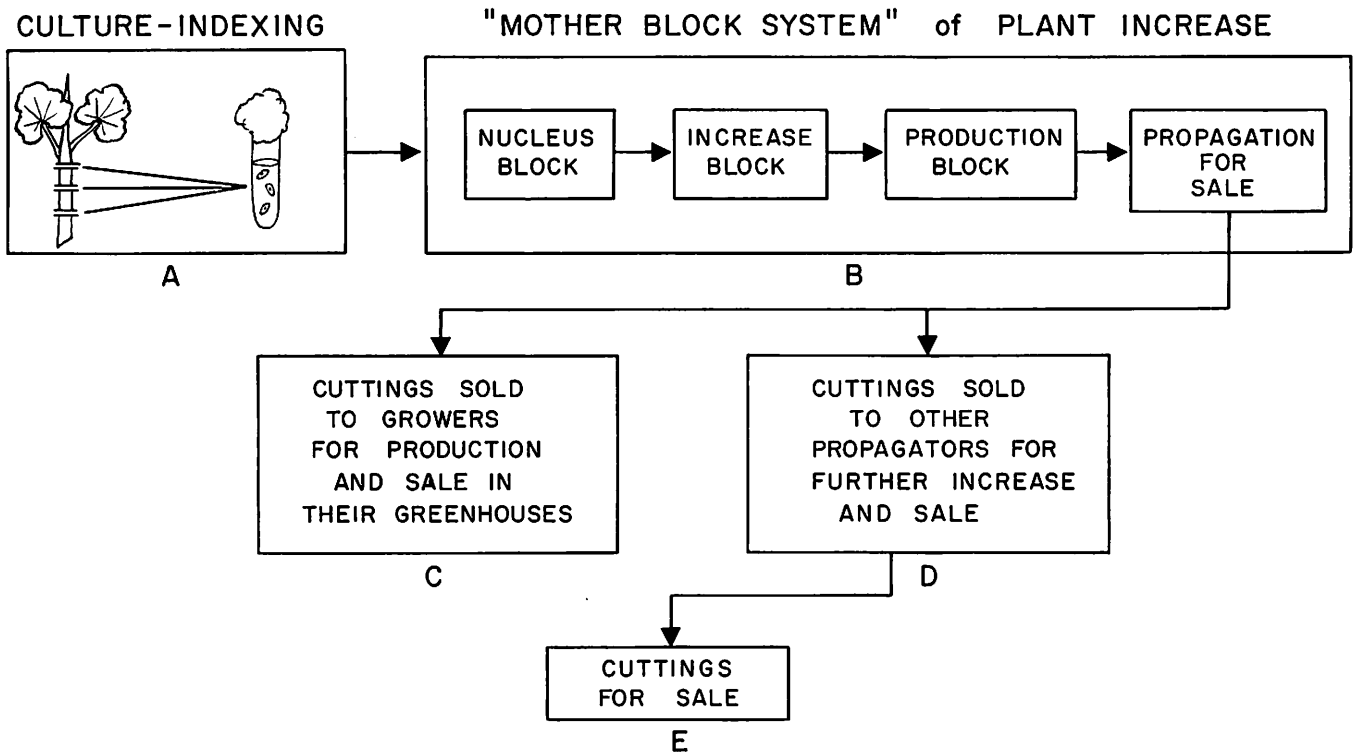 CULTURE-INDEXING
"MOTHER BLOCK SYSTEM" of PLANT INCREASE
NUCLEUS
BLOCK
INCREASE
BLOCK
PRODUCTION
BLOCK
PROPAGATION
FOR
SALE
A
B
CUTTINGS SOLD
TO GROWERS
FOR PRODUCTION
AND SALE IN
THEIR GREENHOUSES
C
CUTTINGS SOLD
TO OTHER
PROPAGATORS FOR
FURTHER INCREASE
AND SALE
D
CUTTINGS
FOR SALE
E